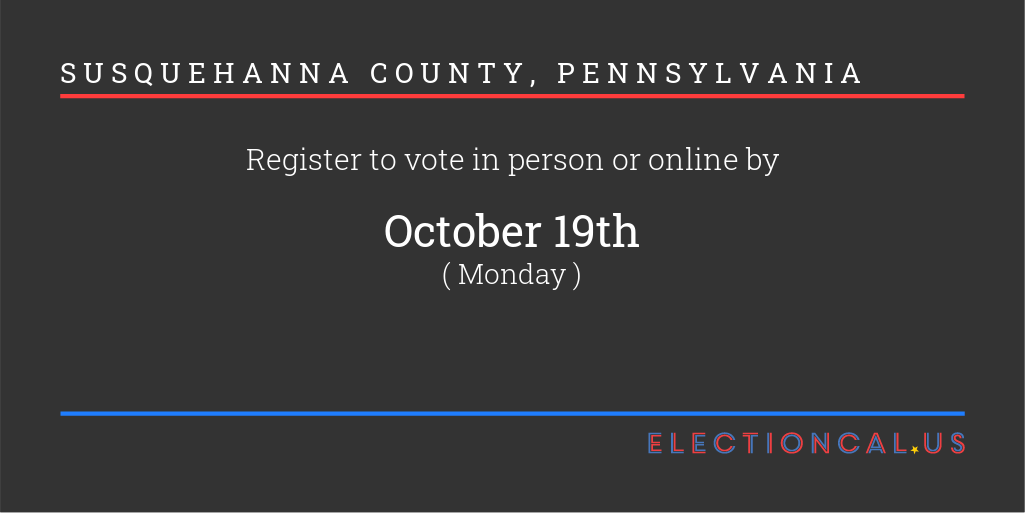 SUSQUEHANNA COUNTY, PENNSYLVANIA
Register to vote in person or online by
October 19th
( Monday )
ELECTIONCAL.US